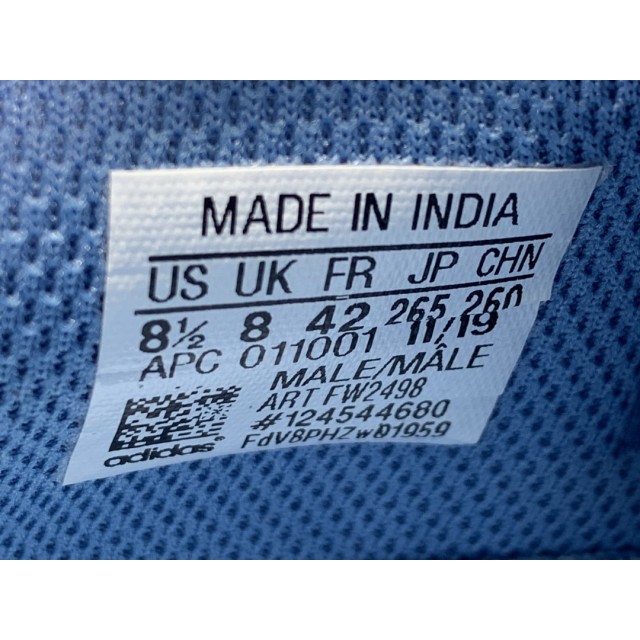 MADE IN INDIA
US UK FR JP CHN
8½ 8 42 265 260
APC 011001 11/19
MALE/MÂLE
ART FW2498
#124544680
adidas FdV8PHZwD1959